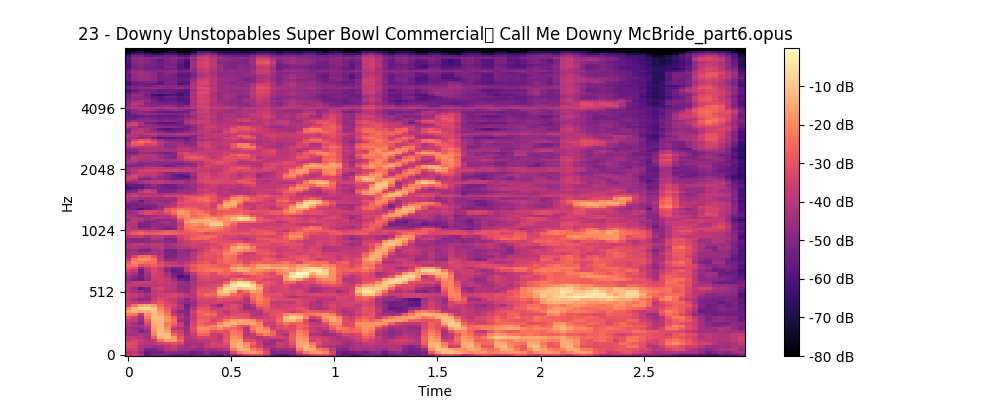 23 - Downy Unstopables Super Bowl Commercial▯ Call Me Downy McBride_part6.opus
4096
2048
1024
512
0
Hz
0
0.5
1
1.5
2
2.5
Time
-10 dB
-20 dB
-30 dB
-40 dB
-50 dB
-60 dB
-70 dB
-80 dB